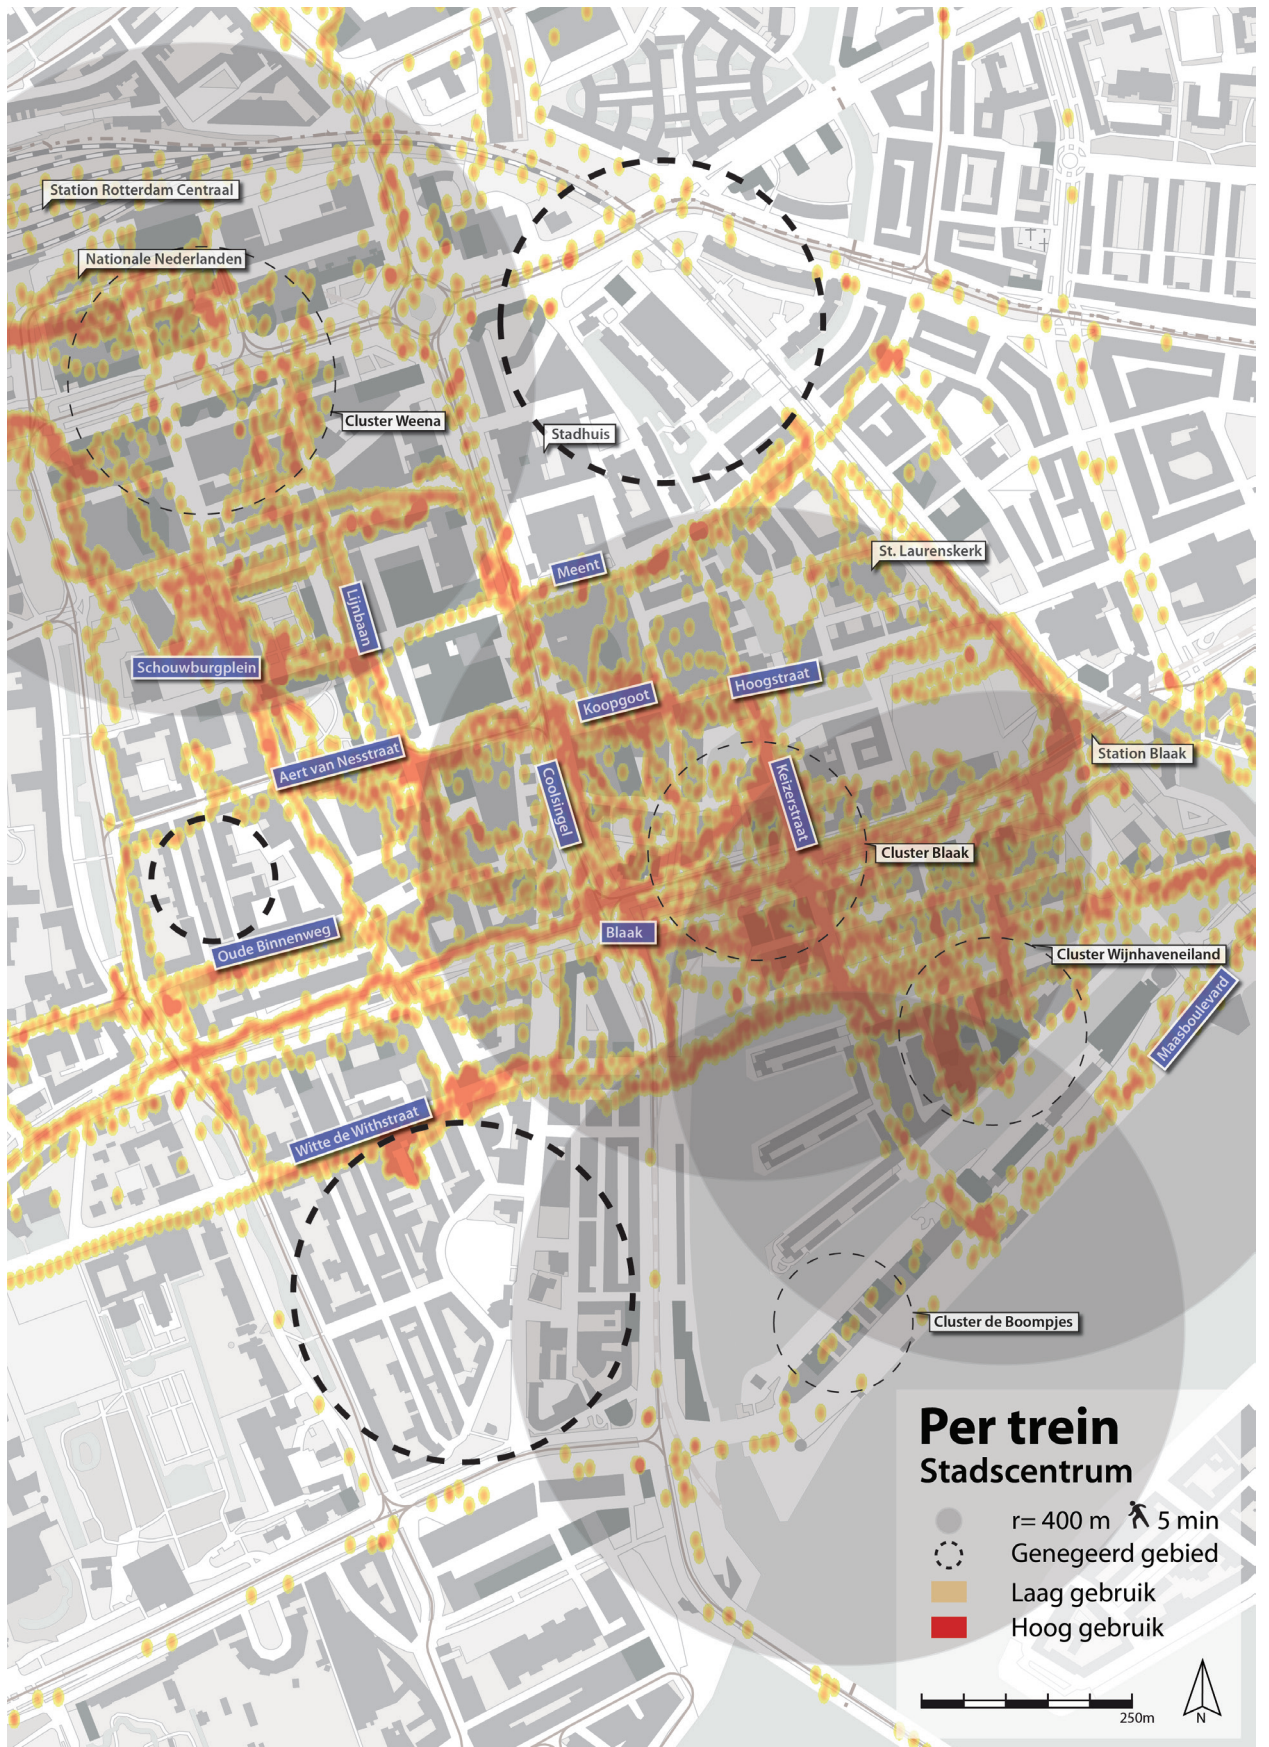 Station Rotterdam Centraal
Nationale Nederlanden
Cluster Weena
Stadhuis
St. Laurenskerk
Meent
Lijnbaan
Schouwburgplein
Hoogstraat
Koopgoot
Station Blaak
Aert van Nesstraat
Coolsingel
Keizerstraat
Cluster Blaak
Blaak
Oude Binnenweg
Cluster Wijnhaveneiland
Maasboulevard
Witte de Withstraat
Cluster de Boompjes
Per trein
Stadscentrum
r= 400 m 5 min
Genegeerd gebied
Laag gebruik
Hoog gebruik
250m
N